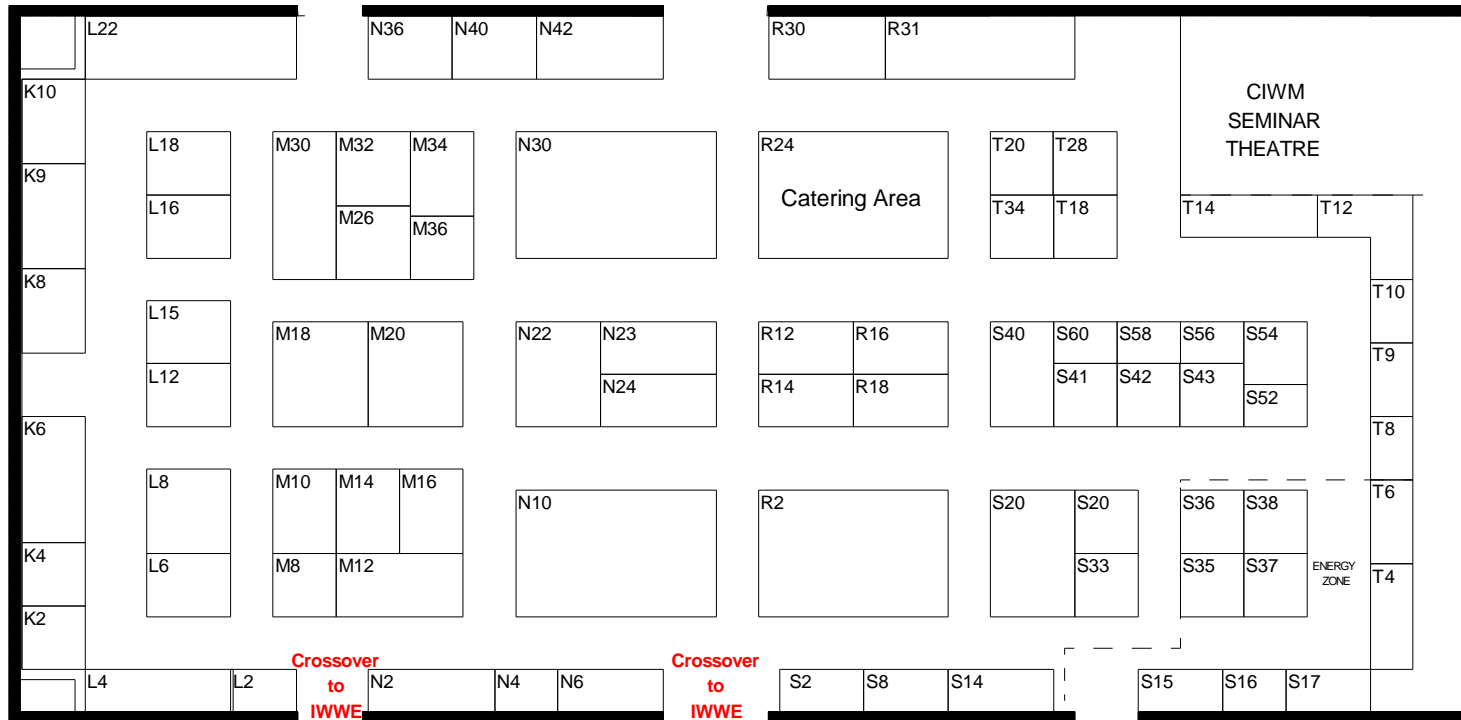 L22
N36
N40
N42
R30
R31
K10
CIWM
SEMINAR
THEATRE
L18
M30
M32
M34
N30
R24
T20
T28
K9
Catering Area
L16
M26
M36
T34
T18
T14
T12
K8
T10
L15
M18
M20
N22
N23
R12
R16
S40
S60
S58
S56
S54
T9
L12
N24
R14
R18
S41
S42
S43
S52
K6
T8
L8
M10
M14
M16
N10
R2
S20
S20
S36
S38
T6
K4
L6
M8
M12
S33
S35
S37
ENERGY
ZONE
T4
K2
Crossover
to
IWWE
Crossover
to
IWWE
L4
L2
N2
N4
N6
S2
S8
S14
S15
S16
S17